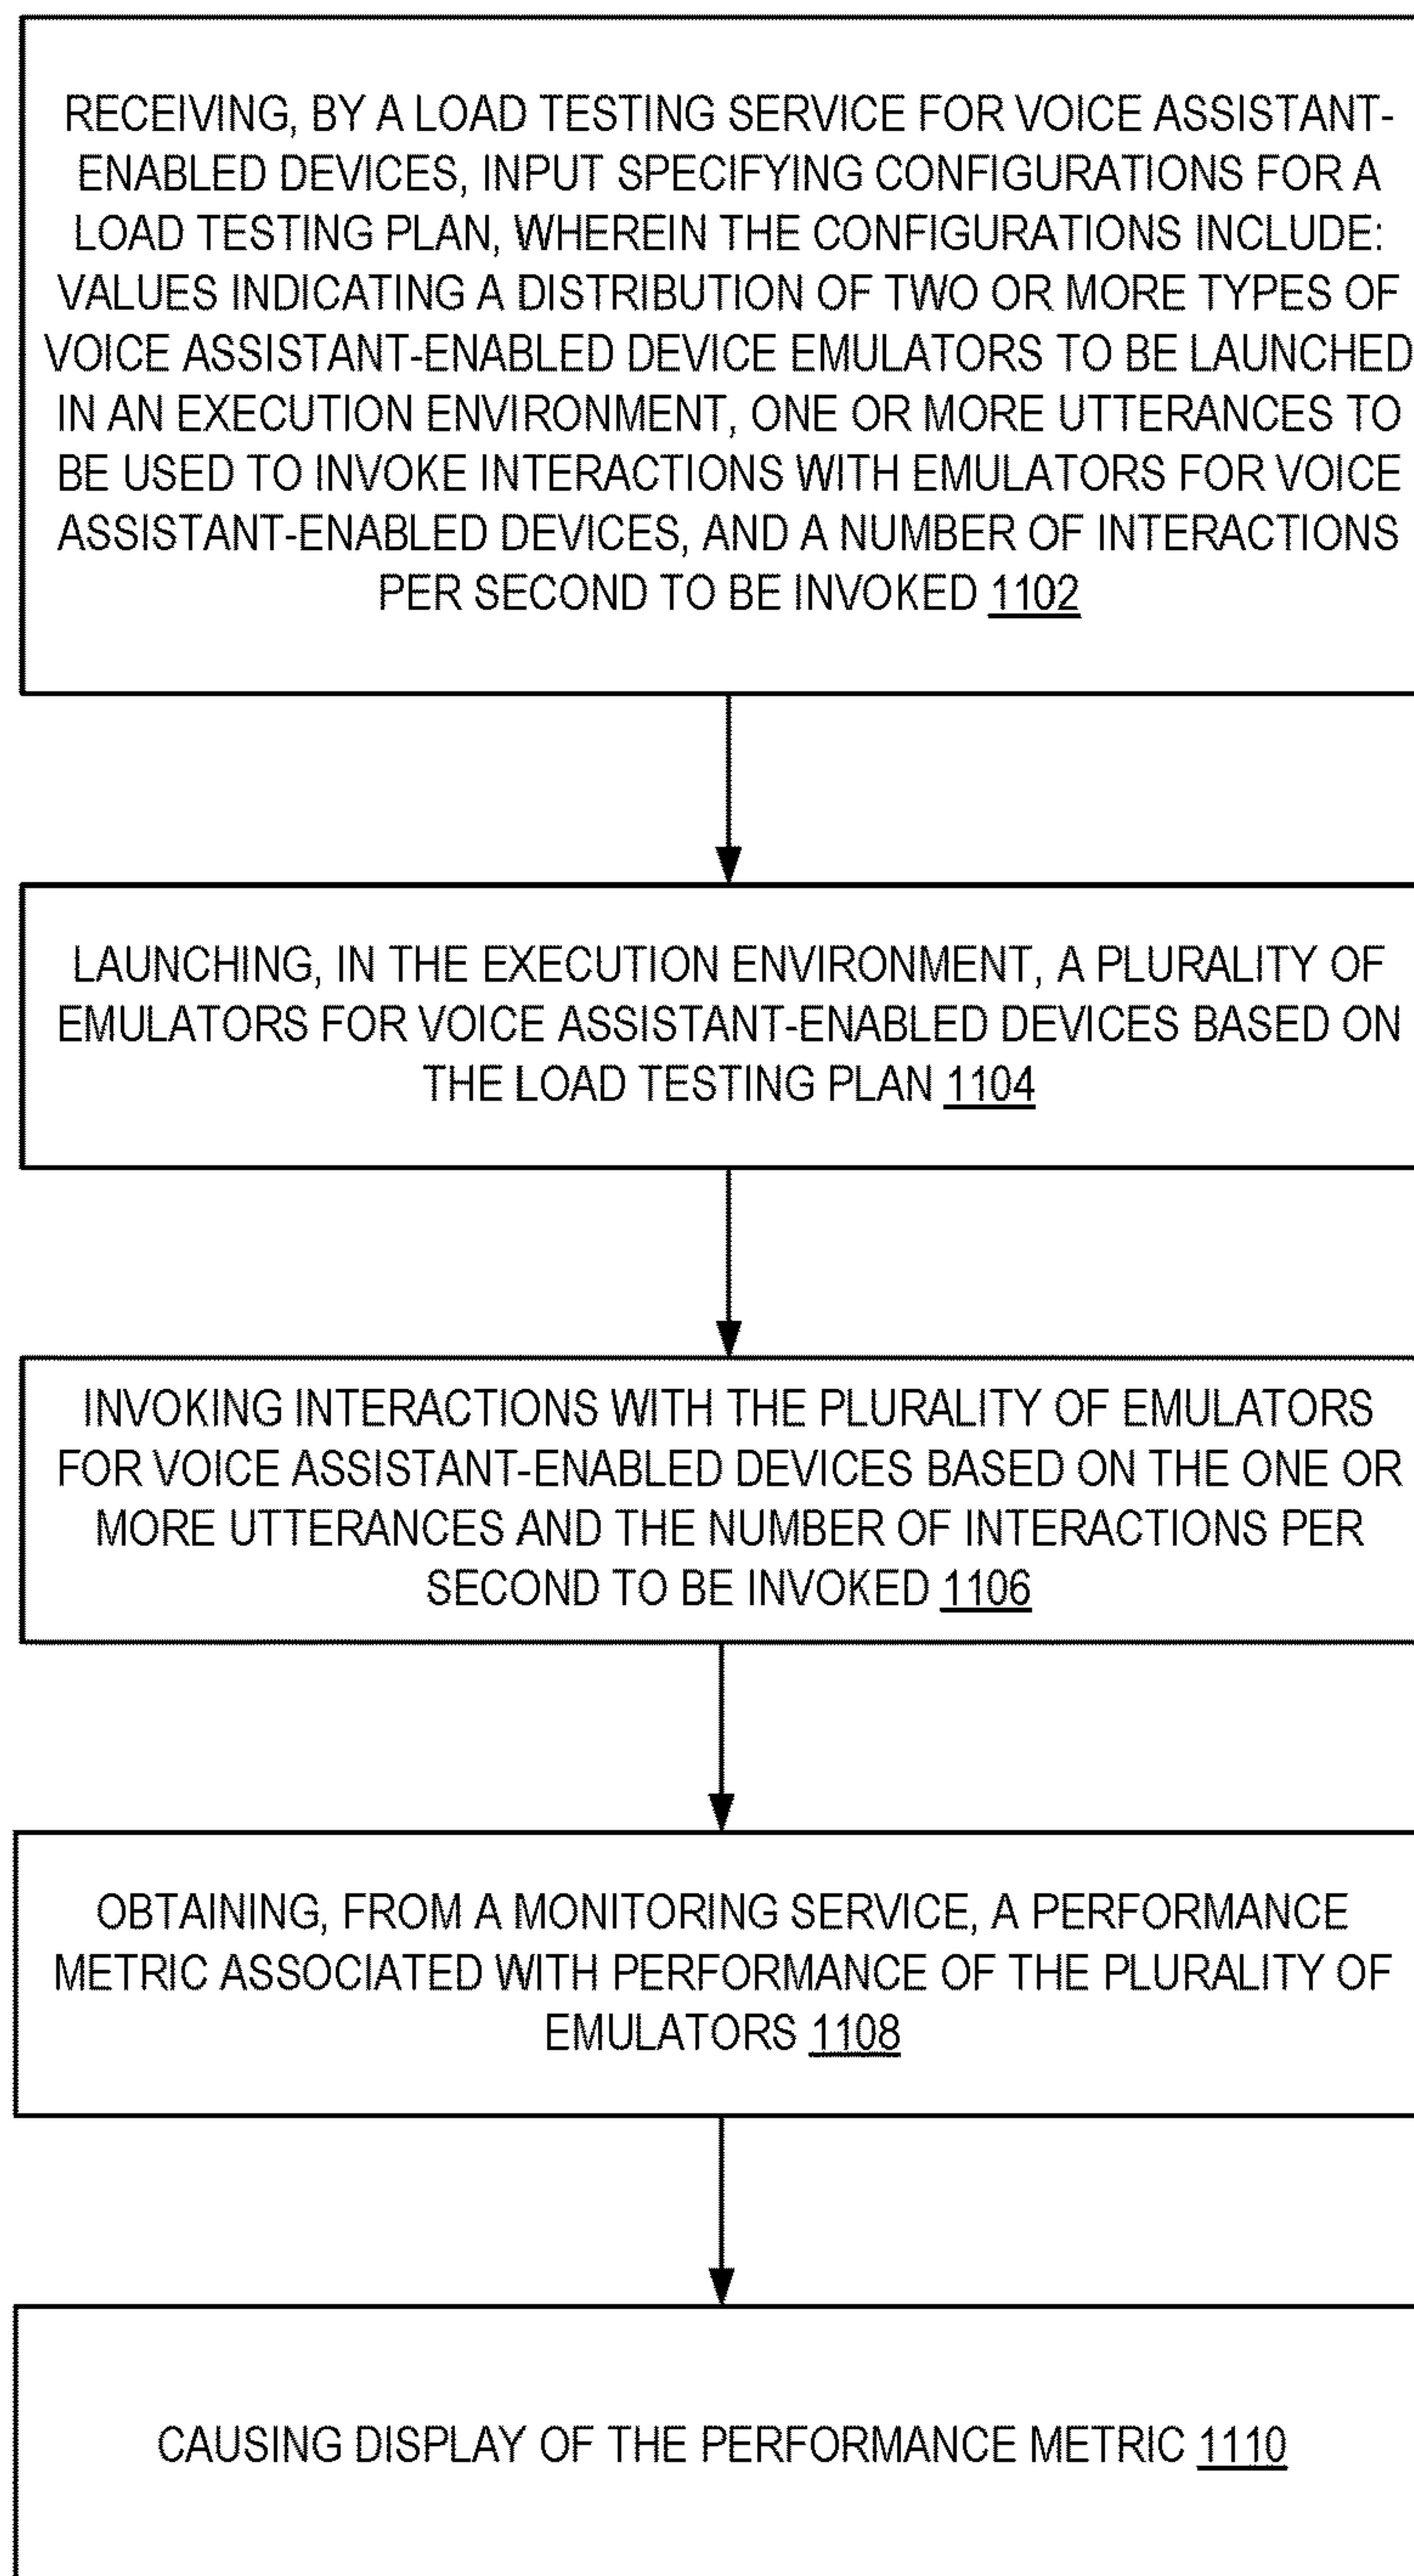 RECEIVING, BY A LOAD TESTING SERVICE FOR VOICE ASSISTANT-
ENABLED DEVICES, INPUT SPECIFYING CONFIGURATIONS FOR A
LOAD TESTING PLAN, WHEREIN THE CONFIGURATIONS INCLUDE:
VALUES INDICATING A DISTRIBUTION OF TWO OR MORE TYPES OF
VOICE ASSISTANT-ENABLED DEVICE EMULATORS TO BE LAUNCHED
IN AN EXECUTION ENVIRONMENT, ONE OR MORE UTTERANCES TO
BE USED TO INVOKE INTERACTIONS WITH EMULATORS FOR VOICE
ASSISTANT-ENABLED DEVICES, AND A NUMBER OF INTERACTIONS
PER SECOND TO BE INVOKED 1102
LAUNCHING, IN THE EXECUTION ENVIRONMENT, A PLURALITY OF
EMULATORS FOR VOICE ASSISTANT-ENABLED DEVICES BASED ON
THE LOAD TESTING PLAN 1104
INVOKING INTERACTIONS WITH THE PLURALITY OF EMULATORS
FOR VOICE ASSISTANT-ENABLED DEVICES BASED ON THE ONE OR
MORE UTTERANCES AND THE NUMBER OF INTERACTIONS PER
SECOND TO BE INVOKED 1106
OBTAINING, FROM A MONITORING SERVICE, A PERFORMANCE
METRIC ASSOCIATED WITH PERFORMANCE OF THE PLURALITY OF
EMULATORS 1108
CAUSING DISPLAY OF THE PERFORMANCE METRIC 1110